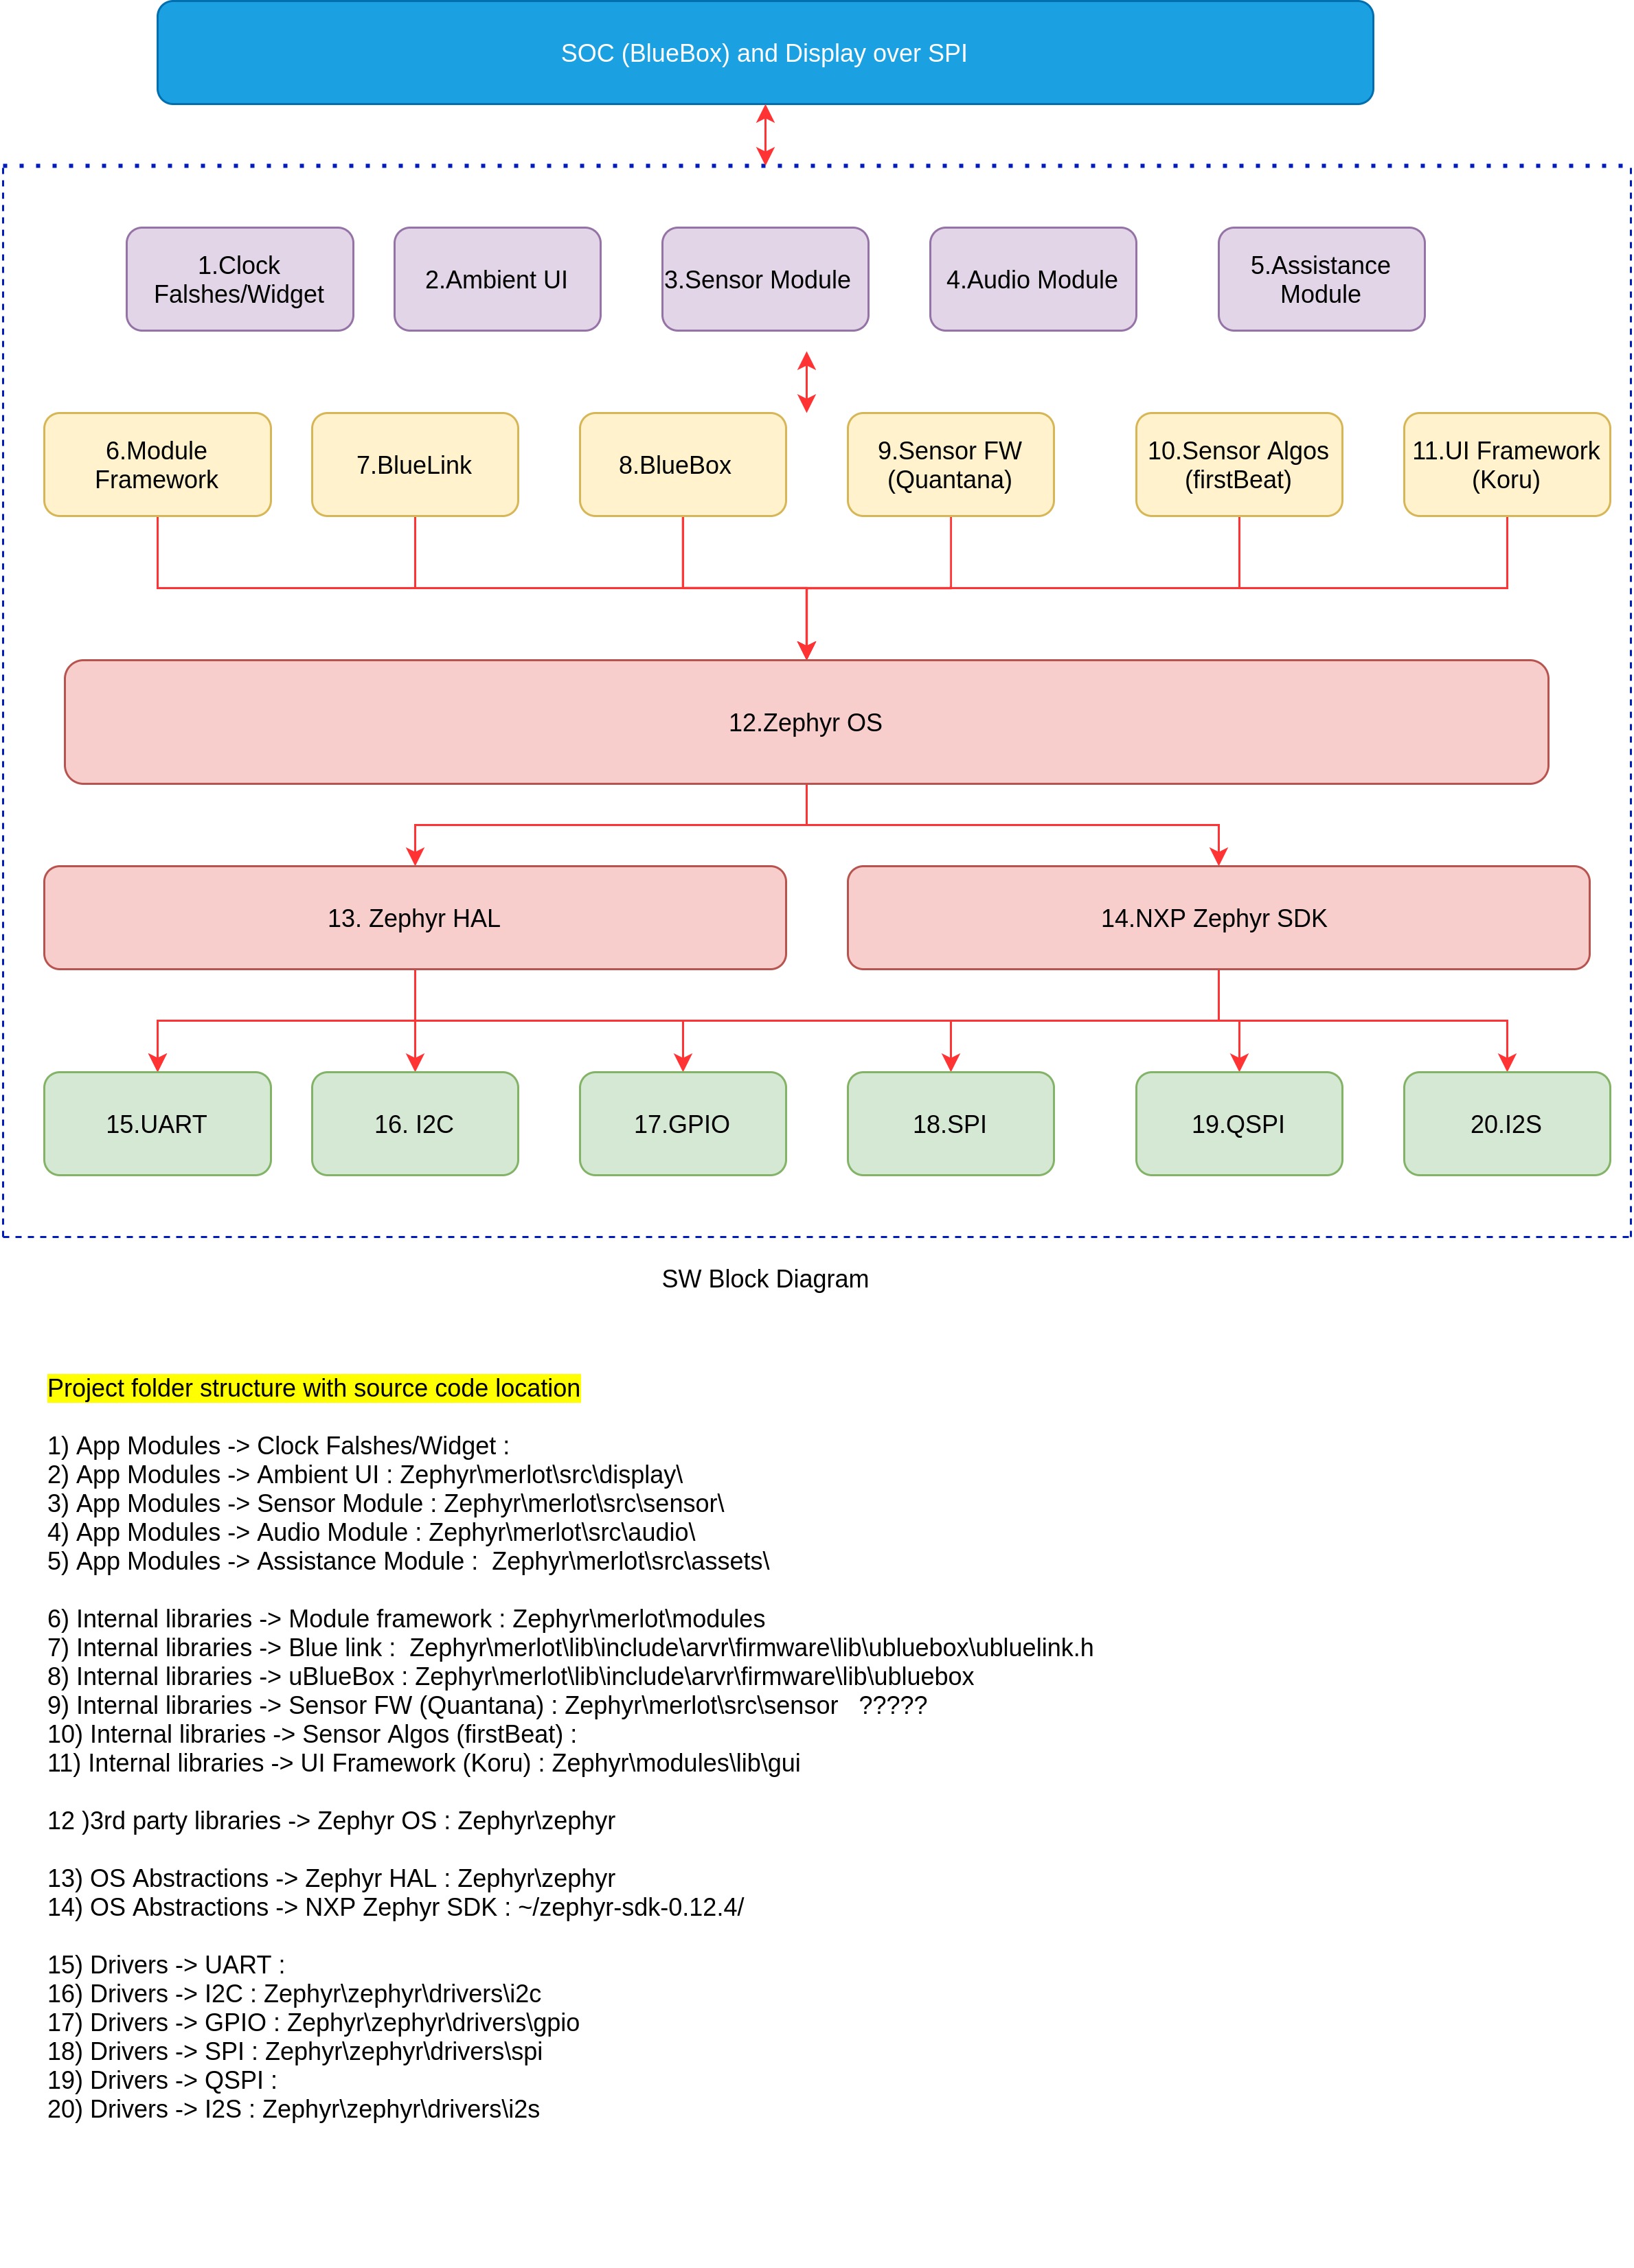 SOC (BlueBox) and Display over SPI
1.Clock
Falshes/Widget
2.Ambient UI
3.Sensor Module
4.Audio Module
5.Assistance
Module
6.Module
Framework
7.BlueLink
8.BlueBox
9.Sensor FW
(Quantana)
10.Sensor Algos
(firstBeat)
11.UI Framework
(Koru)
12.Zephyr OS
13. Zephyr HAL
14.NXP Zephyr SDK
15.UART
16. I2C
17.GPIO
18.SPI
19.QSPI
20.I2S
SW Block Diagram
Project folder structure with source code location
1) App Modules -> Clock Falshes/Widget :
2) App Modules -> Ambient UI : Zephyr\merlot\src\display\
3) App Modules -> Sensor Module : Zephyr\merlot\src\sensor\
4) App Modules -> Audio Module : Zephyr\merlot\src\audio\
5) App Modules -> Assistance Module :  Zephyr\merlot\src\assets\
6) Internal libraries -> Module framework : Zephyr\merlot\modules
7) Internal libraries -> Blue link :  Zephyr\merlot\lib\include\arvr\firmware\lib\ubluebox\ubluelink.h
8) Internal libraries -> uBlueBox : Zephyr\merlot\lib\include\arvr\firmware\lib\ubluebox
9) Internal libraries -> Sensor FW (Quantana) : Zephyr\merlot\src\sensor   ?????
10) Internal libraries -> Sensor Algos (firstBeat) :
11) Internal libraries -> UI Framework (Koru) : Zephyr\modules\lib\gui
12 )3rd party libraries -> Zephyr OS : Zephyr\zephyr
13) OS Abstractions -> Zephyr HAL : Zephyr\zephyr
14) OS Abstractions -> NXP Zephyr SDK : ~/zephyr-sdk-0.12.4/
15) Drivers -> UART :
16) Drivers -> I2C : Zephyr\zephyr\drivers\i2c
17) Drivers -> GPIO : Zephyr\zephyr\drivers\gpio
18) Drivers -> SPI : Zephyr\zephyr\drivers\spi
19) Drivers -> QSPI :
20) Drivers -> I2S : Zephyr\zephyr\drivers\i2s